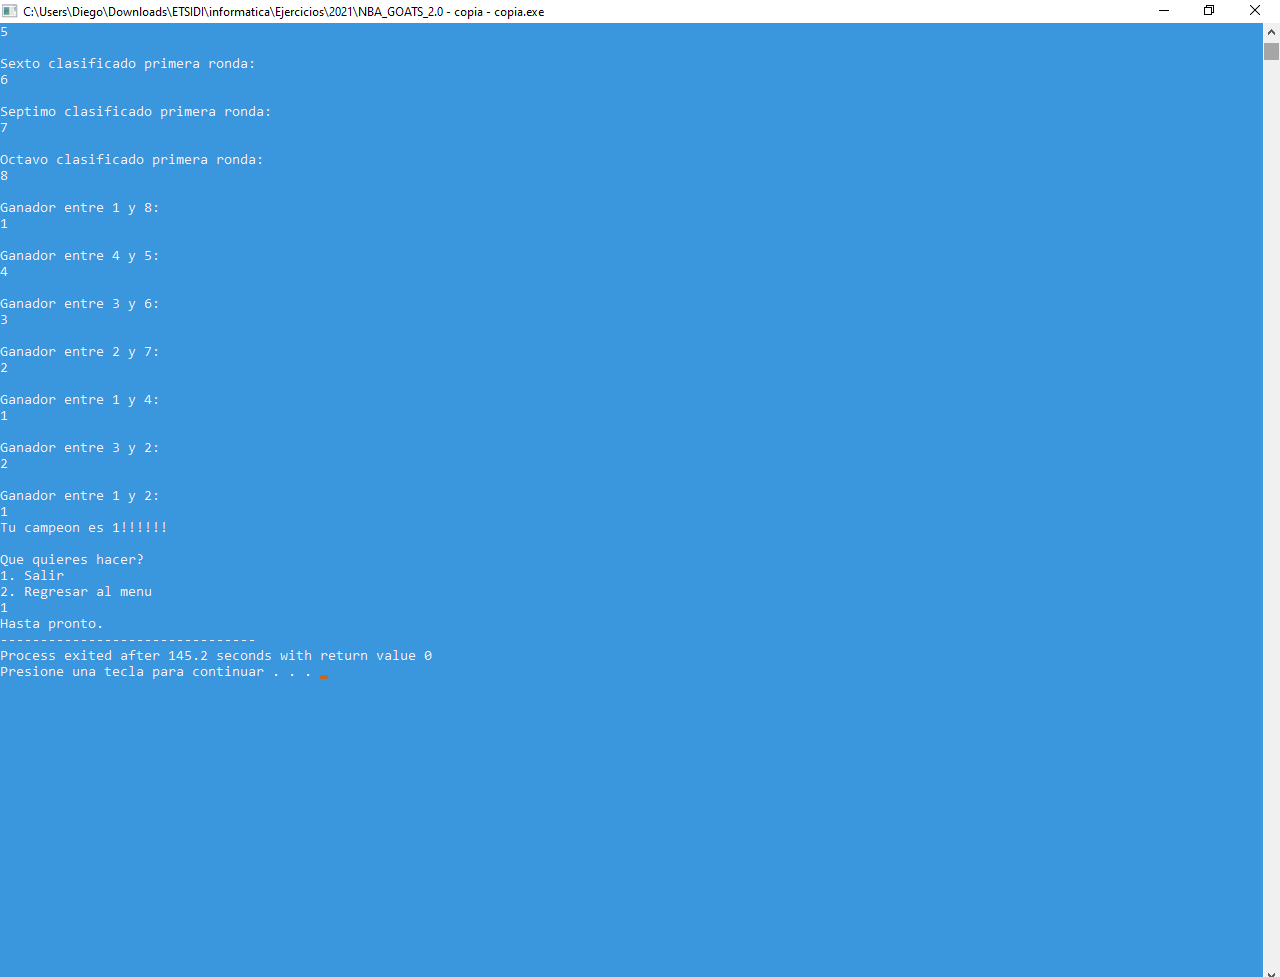 C:\Users\Diego\Downloads\ETSIDI\informatica\Ejercicios\2021\NBA_GOATS_2.0 - copia - copia.exe
5
Sexto clasificado primera ronda:
6
Septimo clasificado primera ronda:
7
Octavo clasificado primera ronda:
8
Ganador entre 1 y 8:
1
Ganador entre 4 y 5:
4
Ganador entre 3 y 6:
3
Ganador entre 2 y 7:
2
Ganador entre 1 y 4:
1
Ganador entre 3 y 2:
2
Ganador entre 1 y 2:
1
Tu campeon es 1!!!!!!
Que quieres hacer?
1. Salir
2. Regresar al menu
1
Hasta pronto.
--------------------------------
Process exited after 145.2 seconds with return value 0
Presione una tecla para continuar . . .